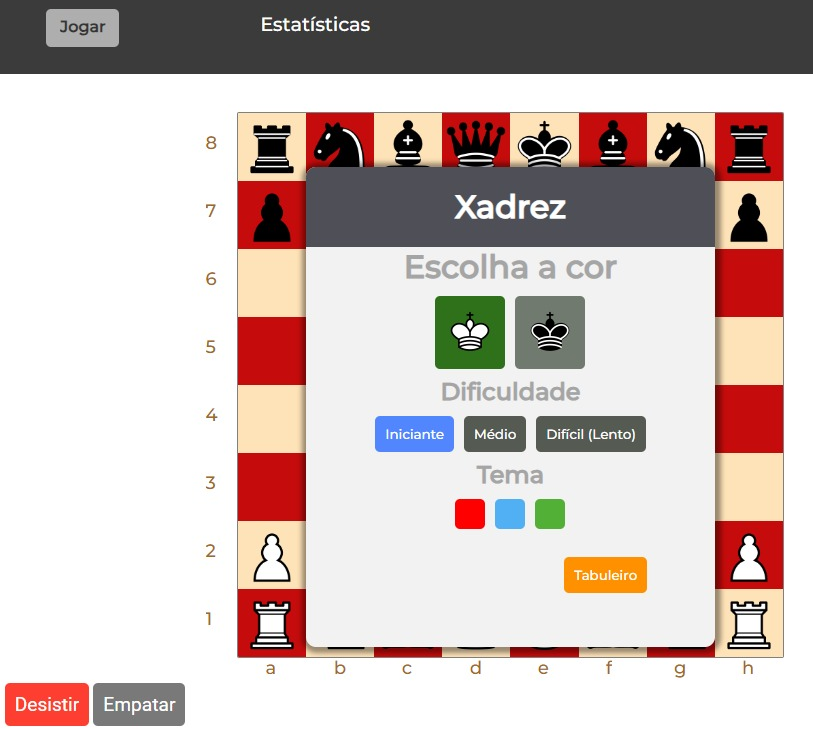 Jogar Estatísticas
8
7
6
5
4
3
2
1
Xadrez
Escolha a cor
Dificuldade
Iniciante Médio Difícil (Lento)
Tema
Tabuleiro
a b c d e f g h
Desistir Empatar